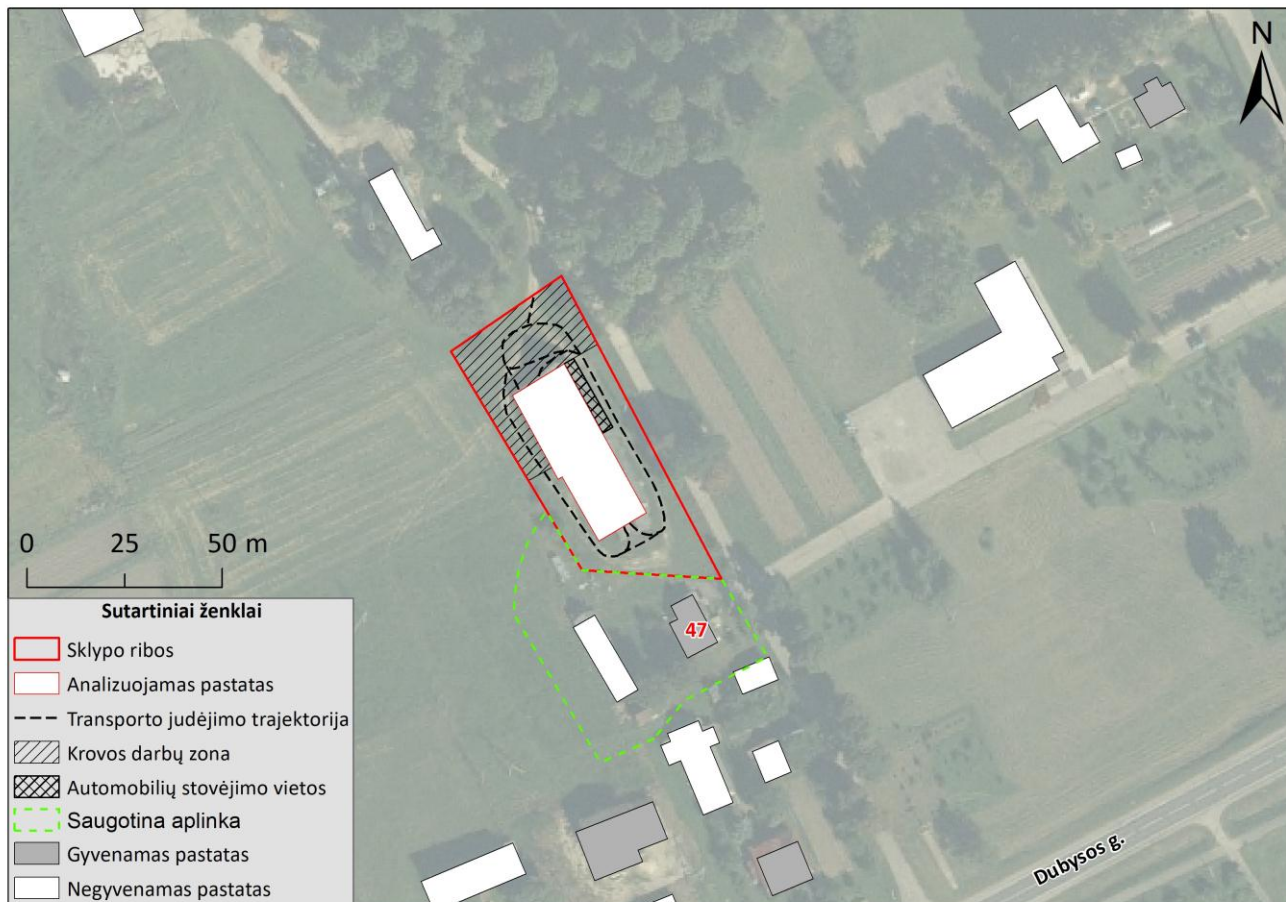 N
47
0 25 50 m
Sutartiniai ženklai
Sklypo ribos
Analizuojamas pastatas
Transporto judėjimo trajektorija
Krovos darbų zona
Automobilių stovėjimo vietos
Saugotina aplinka
Gyvenamas pastatas
Negyvenamas pastatas
Dubysos g.